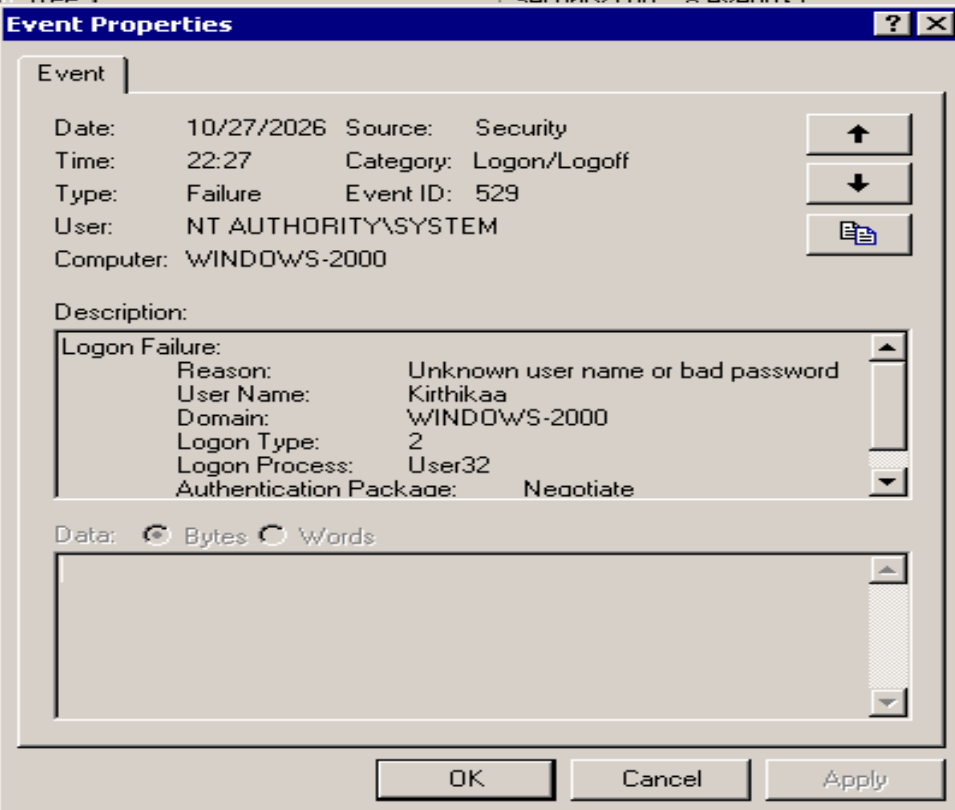 Event Properties
Event
Date: 10/27/2026 Source: Security
Time: 22:27 Category: Logon/Logoff
Type: Failure Event ID: 529
User: NT AUTHORITY\SYSTEM
Computer: WINDOWS-2000
Description:
Logon Failure:
Reason: Unknown user name or bad password
User Name: Kirthikaa
Domain: WINDOWS-2000
Logon Type: 2
Logon Process: User32
Authentication Package: Negotiate
Data: Bytes Words
OK Cancel Apply